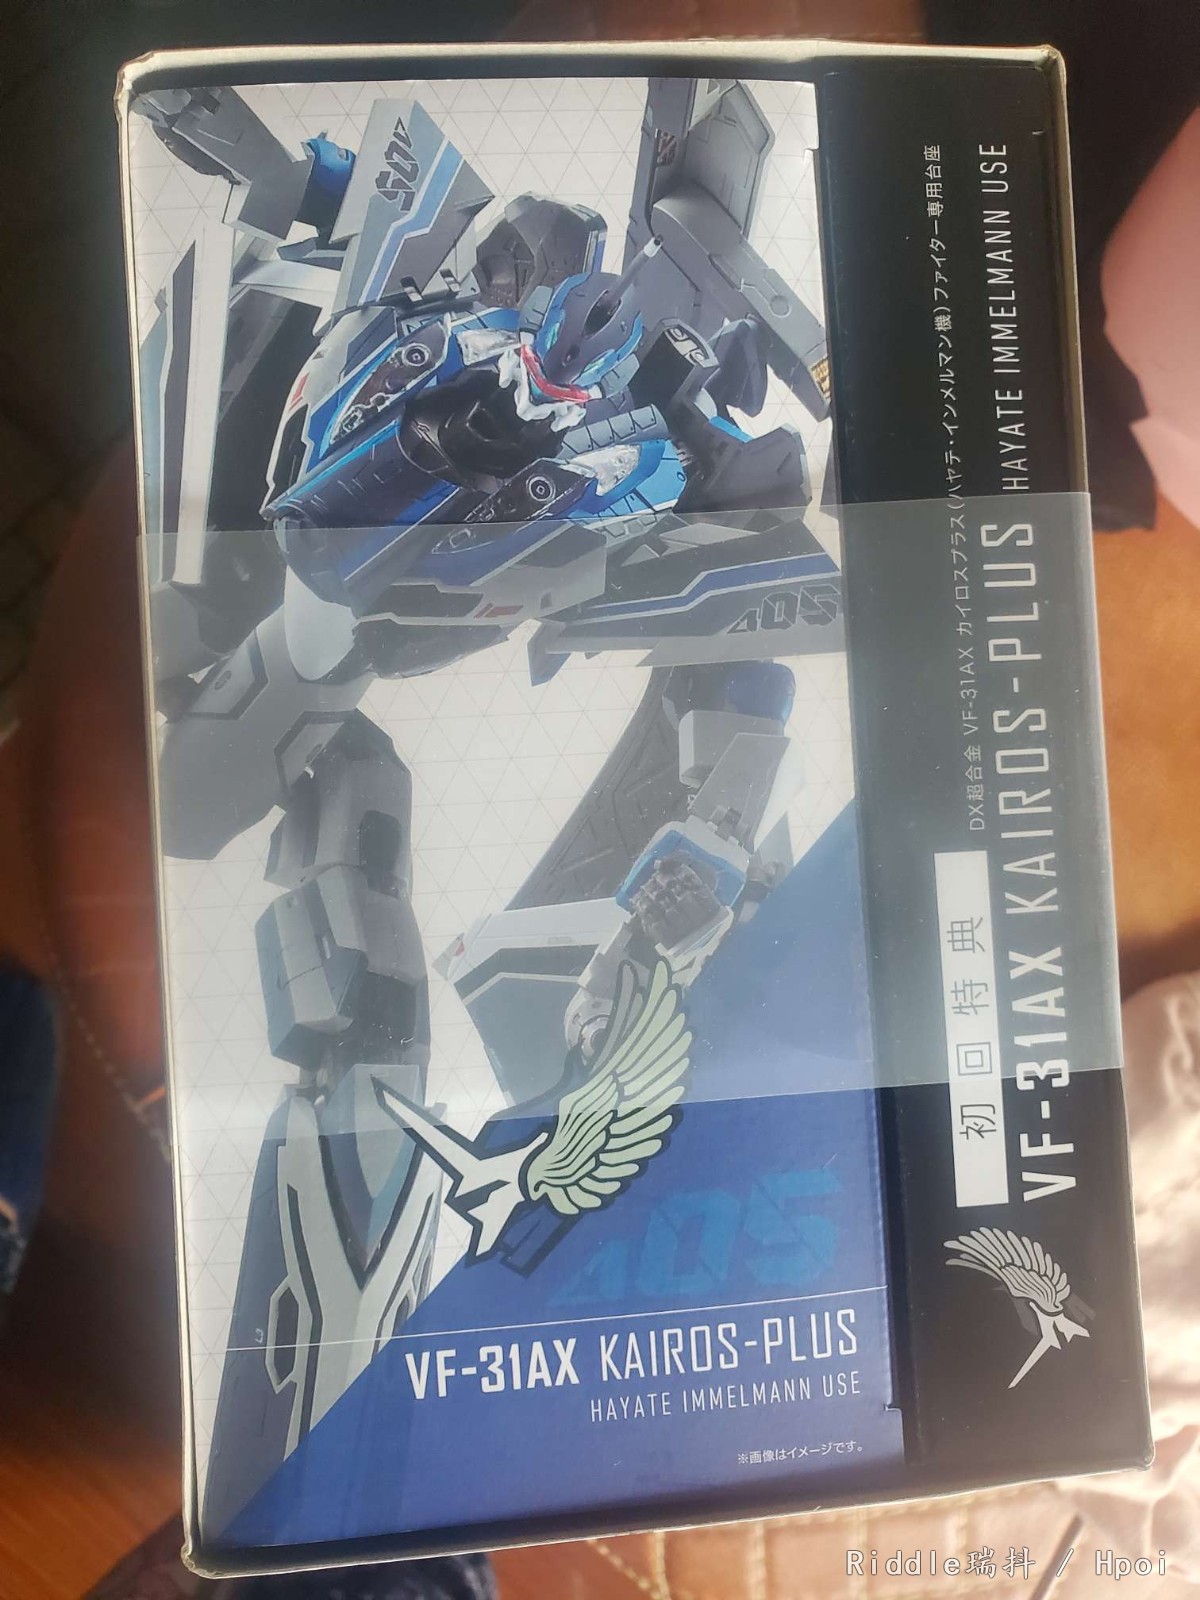 初回特典
DX超合金 VF-31AX カイロスプラス(ハヤテ・インメルマン機)ファイター専用台座
VF-31AX KAIROS-PLUS HAYATE IMMELMANN USE
405
405
405
VF-31AX KAIROS-PLUS
HAYATE IMMELMANN USE
※画像はイメージです。
Riddle瑞抖 / Hpoi